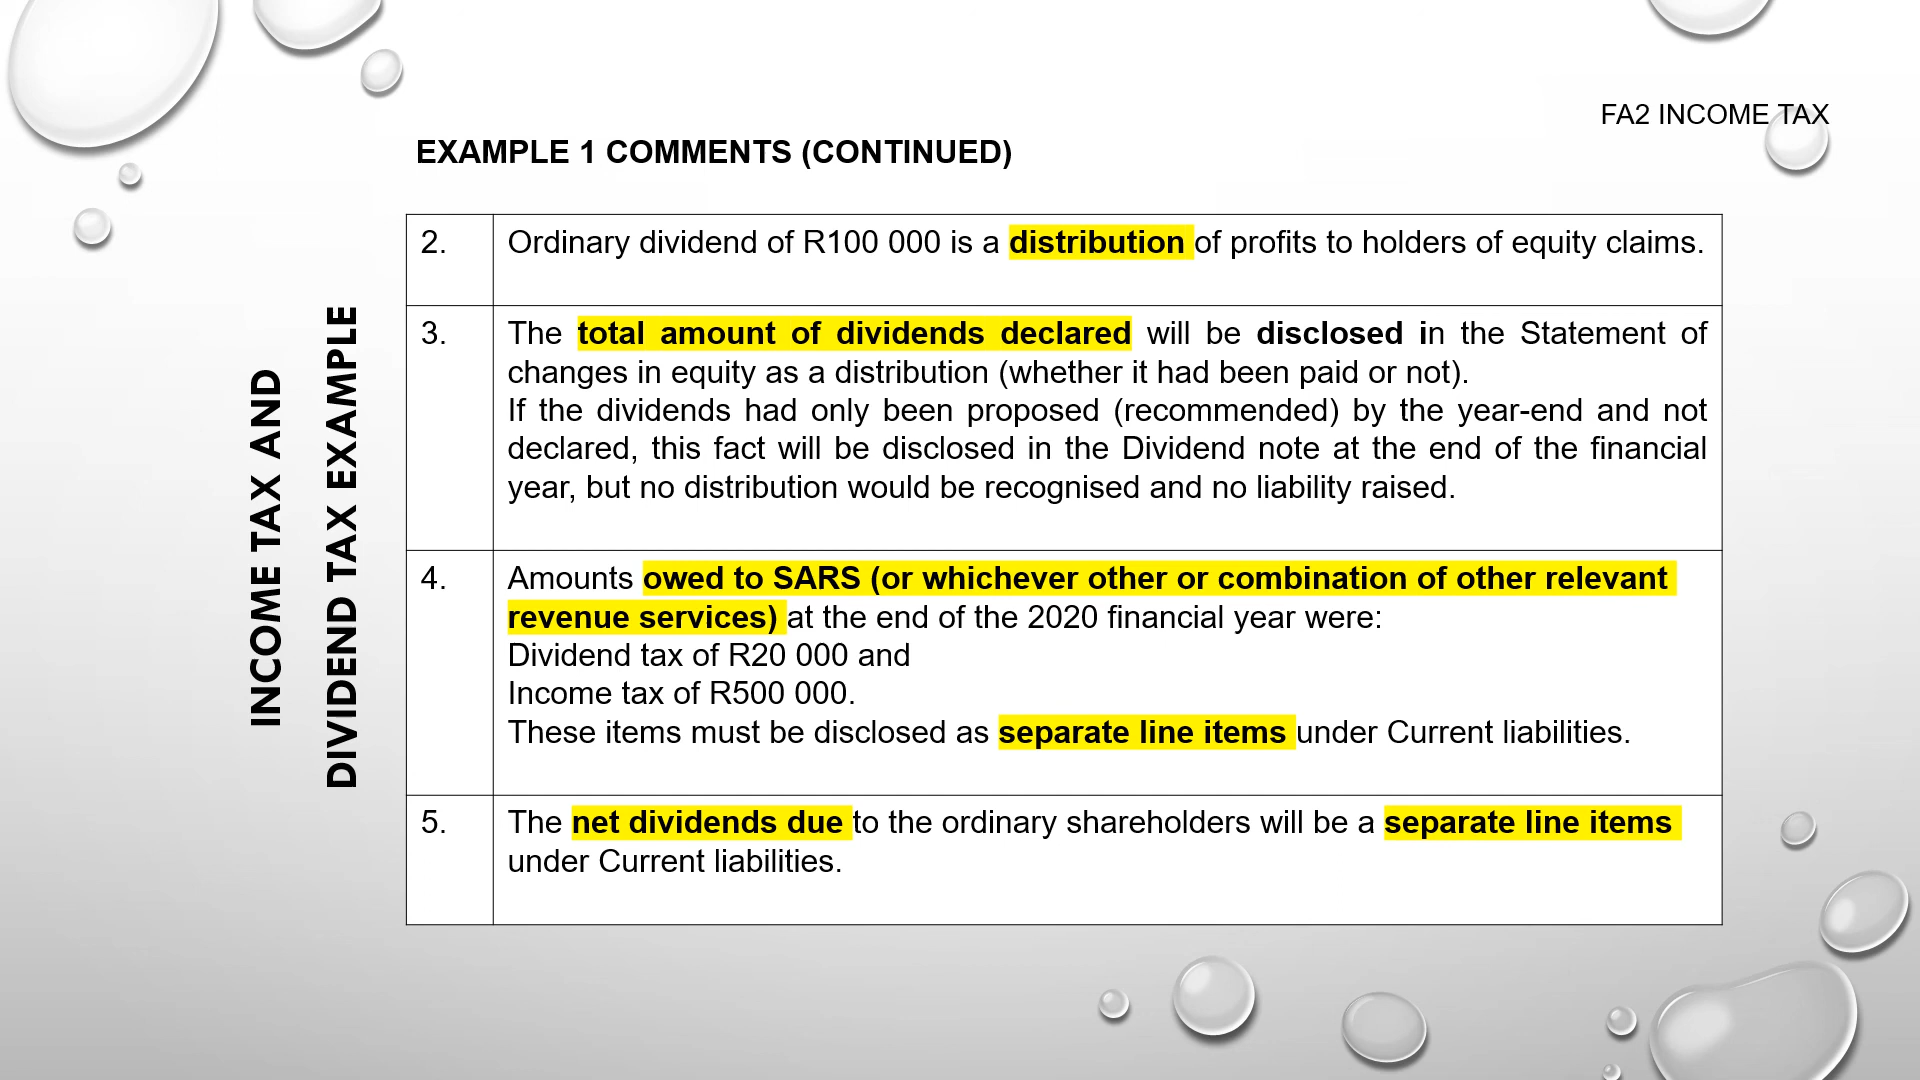 FA2 INCOME TAX
EXAMPLE 1 COMMENTS (CONTINUED)
INCOME TAX AND
DIVIDEND TAX EXAMPLE
2. Ordinary dividend of R100 000 is a distribution of profits to holders of equity claims.
3. The total amount of dividends declared will be disclosed in the Statement of
changes in equity as a distribution (whether it had been paid or not).
If the dividends had only been proposed (recommended) by the year-end and not
declared, this fact will be disclosed in the Dividend note at the end of the financial
year, but no distribution would be recognised and no liability raised.
4. Amounts owed to SARS (or whichever other or combination of other relevant
revenue services) at the end of the 2020 financial year were:
Dividend tax of R20 000 and
Income tax of R500 000.
These items must be disclosed as separate line items under Current liabilities.
5. The net dividends due to the ordinary shareholders will be a separate line items
under Current liabilities.